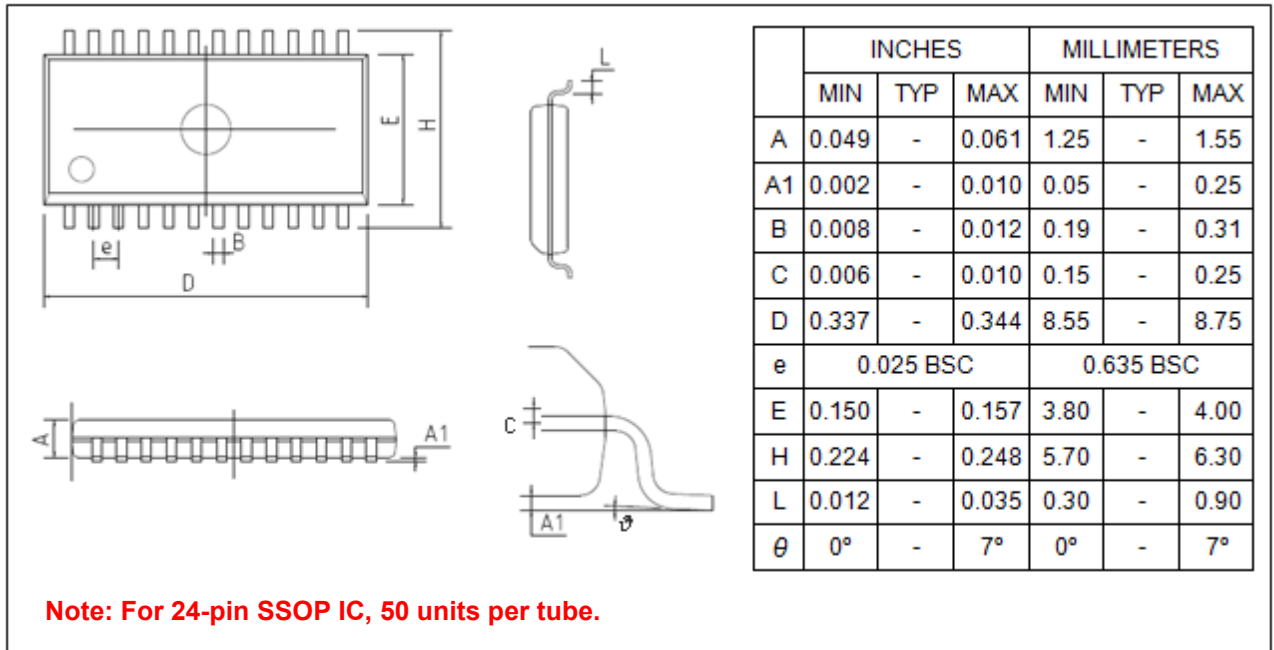 L
E
H
e
B
D
A
A1
C
A1
ϑ
INCHES MILLIMETERS
MIN TYP MAX MIN TYP MAX
A 0.049 - 0.061 1.25 - 1.55
A1 0.002 - 0.010 0.05 - 0.25
B 0.008 - 0.012 0.19 - 0.31
C 0.006 - 0.010 0.15 - 0.25
D 0.337 - 0.344 8.55 - 8.75
e 0.025 BSC 0.635 BSC
E 0.150 - 0.157 3.80 - 4.00
H 0.224 - 0.248 5.70 - 6.30
L 0.012 - 0.035 0.30 - 0.90
θ 0º - 7º 0º - 7º
Note: For 24-pin SSOP IC, 50 units per tube.